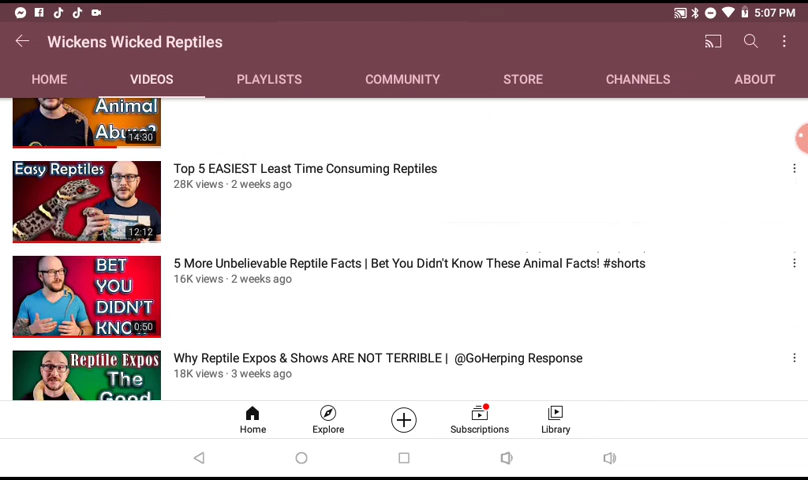 5:07 PM
Wickens Wicked Reptiles
HOME VIDEOS PLAYLISTS COMMUNITY STORE CHANNELS ABOUT
Animal
Abuse?
14:30
Easy Reptiles
12:12
Top 5 EASIEST Least Time Consuming Reptiles
28K views · 2 weeks ago
BET
YOU
DIDN'T
KNO
0:50
5 More Unbelievable Reptile Facts | Bet You Didn't Know These Animal Facts! #shorts
16K views · 2 weeks ago
Reptile Expos
The
Good
Why Reptile Expos & Shows ARE NOT TERRIBLE | @GoHerping Response
18K views · 3 weeks ago
Home Explore Subscriptions Library